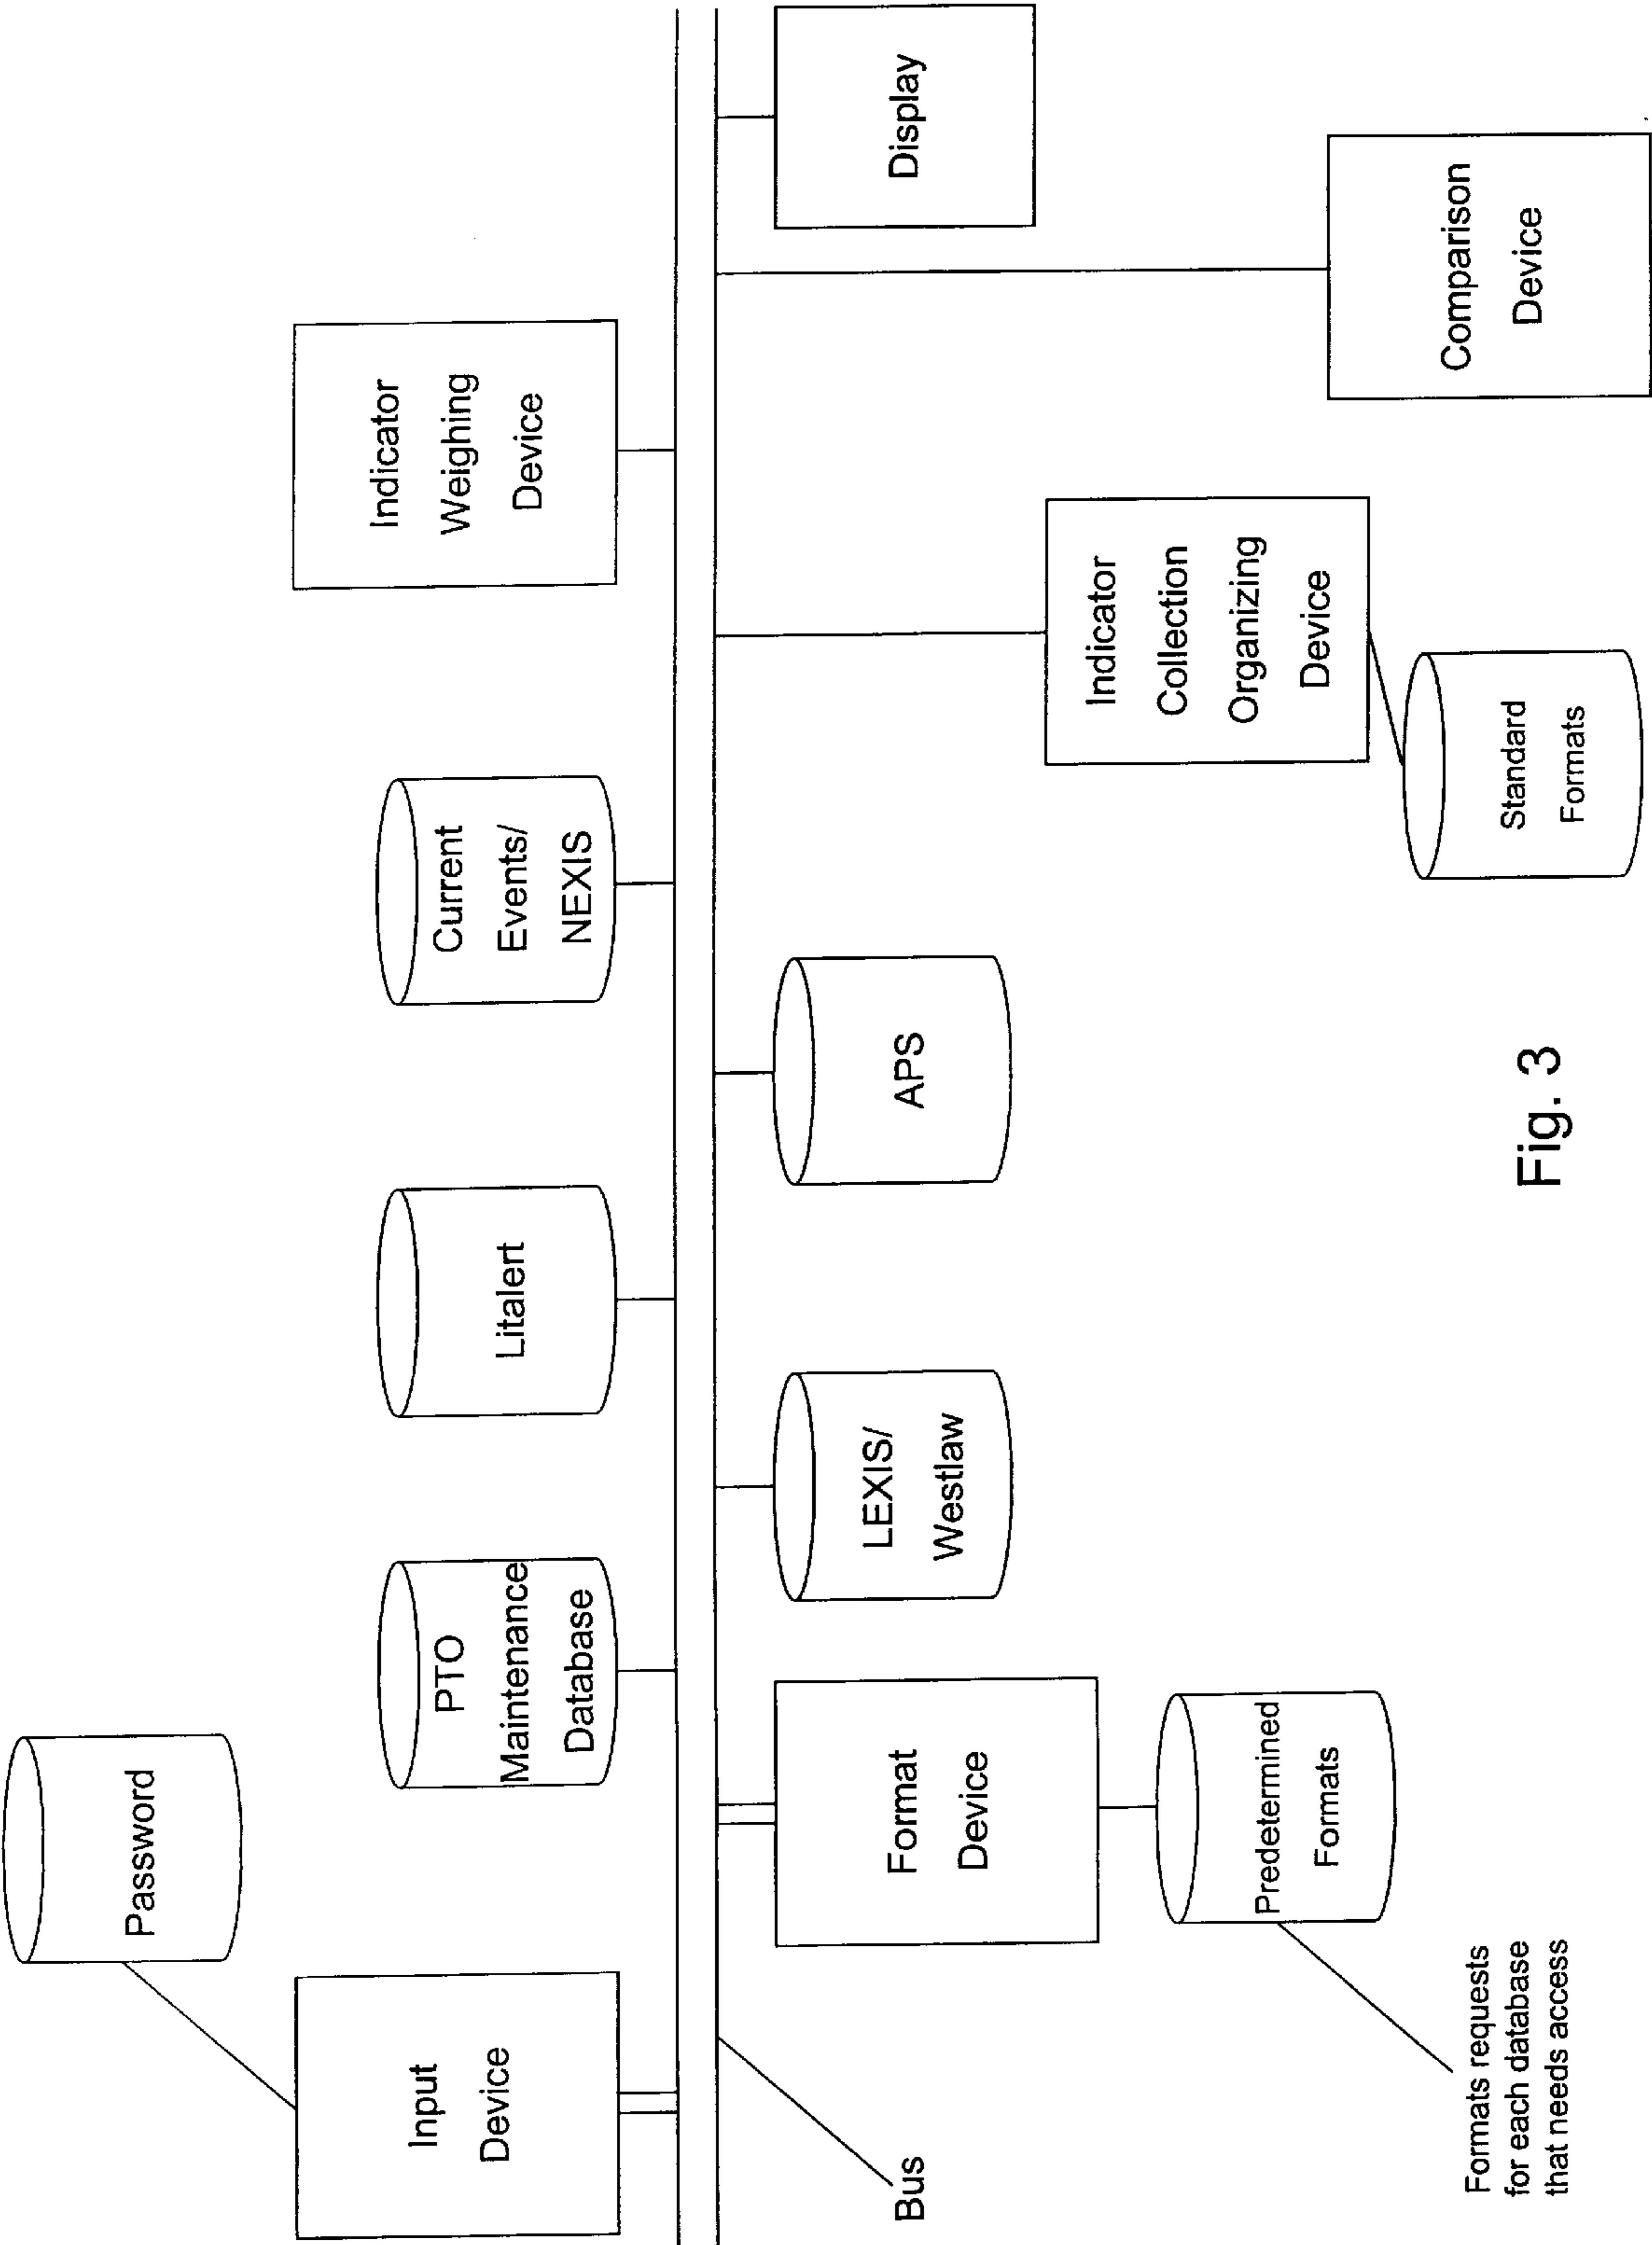 Password
Input
Device
PTO
Maintenance
Database
Litalert
Current
Events/
NEXIS
Indicator
Weighing
Device
Bus
Format
Device
LEXIS/
Westlaw
APS
Display
Predetermined
Formats
Indicator
Collection
Organizing
Device
Standard
Formats
Comparison
Device
Formats requests
for each database
that needs access
Fig. 3